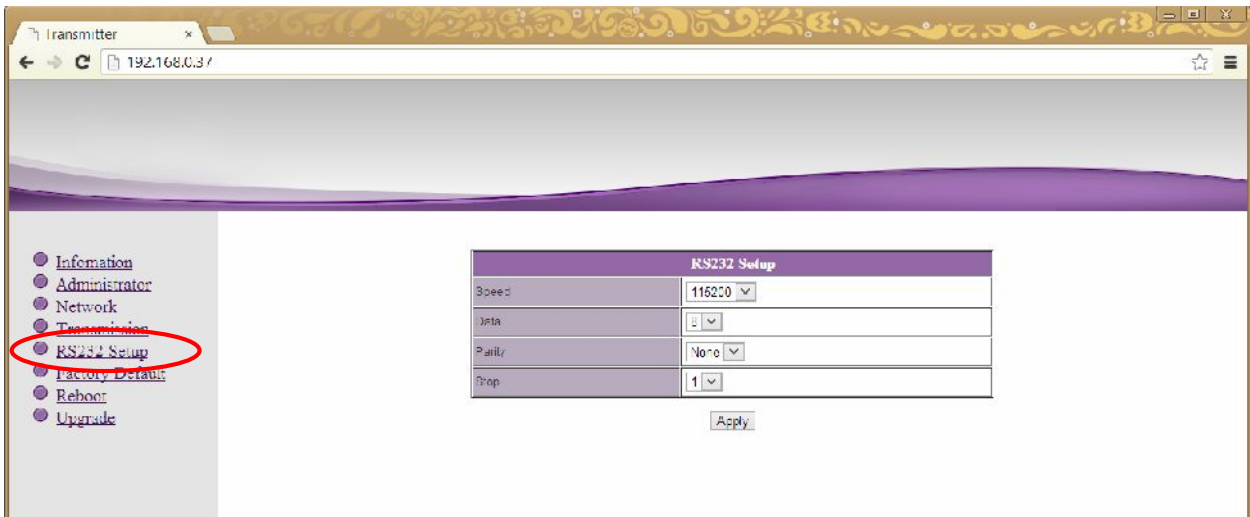 Transmitter
192.168.0.37
Infomation
Administrator
Network
Transmission
RS232 Setup
Factory Default
Reboot
Upgrade
RS232 Setup
Speed 115200
Data 8
Parity None
Stop 1
Apply